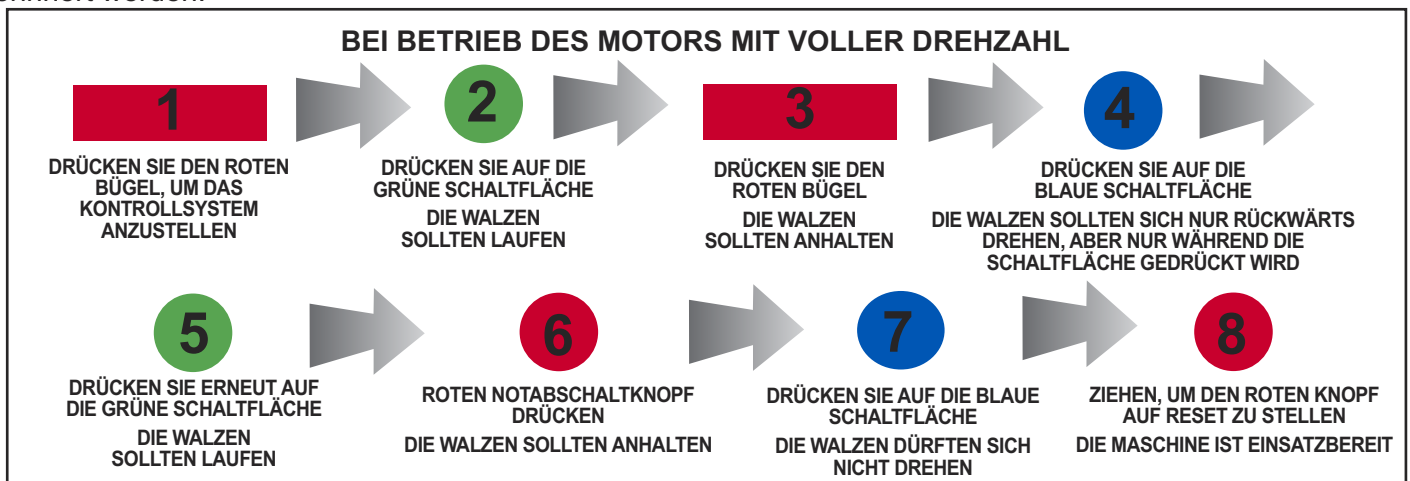 BEI BETRIEB DES MOTORS MIT VOLLER DREHZAHL
1
DRÜCKEN SIE DEN ROTEN
BÜGEL, UM DAS
KONTROLLSYSTEM
ANZUSTELLEN
2
DRÜCKEN SIE AUF DIE
GRÜNE SCHALTFLÄCHE
DIE WALZEN
SOLLTEN LAUFEN
3
DRÜCKEN SIE DEN
ROTEN BÜGEL
DIE WALZEN
SOLLTEN ANHALTEN
4
DRÜCKEN SIE AUF DIE
BLAUE SCHALTFLÄCHE
DIE WALZEN SOLLTEN SICH NUR RÜCKWÄRTS
DREHEN, ABER NUR WÄHREND DIE
SCHALTFLÄCHE GEDRÜCKT WIRD
5
DRÜCKEN SIE ERNEUT AUF
DIE GRÜNE SCHALTFLÄCHE
DIE WALZEN
SOLLTEN LAUFEN
6
ROTEN NOTABSCHALTKNOPF
DRÜCKEN
DIE WALZEN SOLLTEN ANHALTEN
7
DRÜCKEN SIE AUF DIE BLAUE
SCHALTFLÄCHE
DIE WALZEN DÜRFTEN SICH
NICHT DREHEN
8
ZIEHEN, UM DEN ROTEN KNOPF
AUF RESET ZU STELLEN
DIE MASCHINE IST EINSATZBEREIT